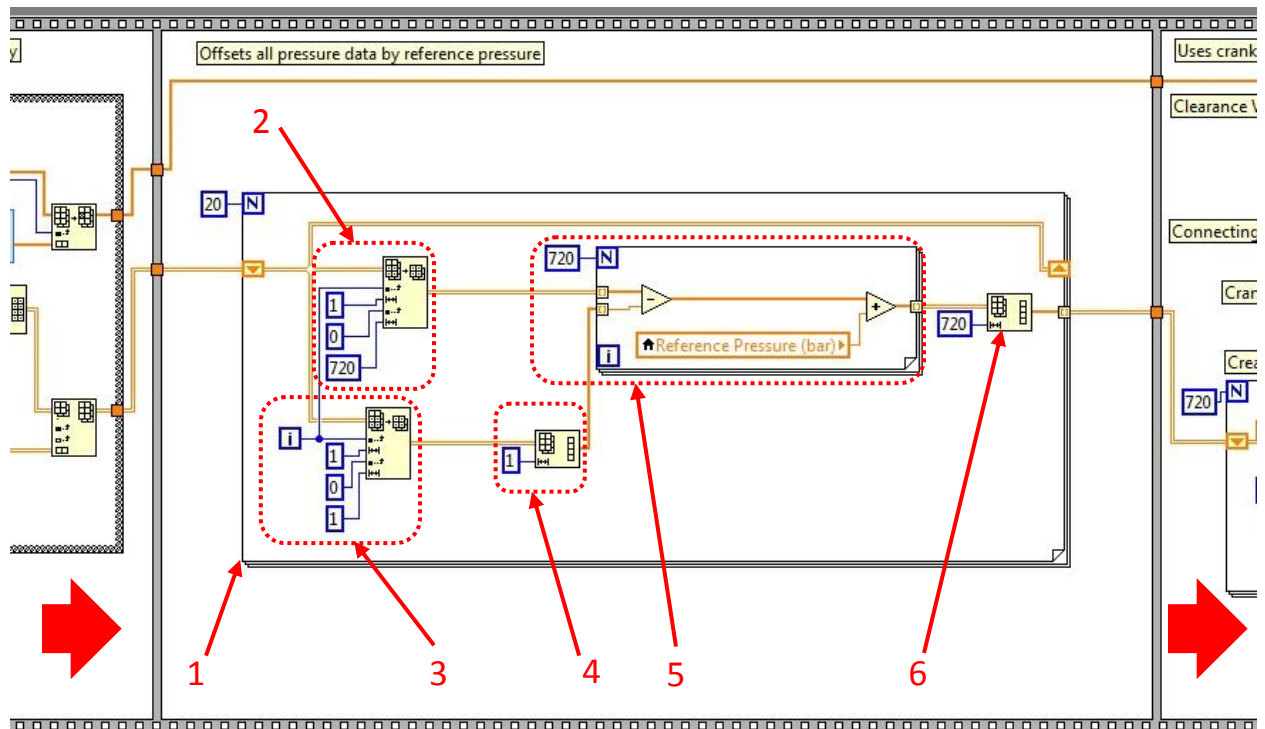 y
Offsets all pressure data by reference pressure
Uses crank
Clearance V
2
20
N
Connecting
720
N
1
0
720
Reference Pressure (bar)
i
720
Cran
Crea
720
N
i
1
0
1
1
1
3
4
5
6